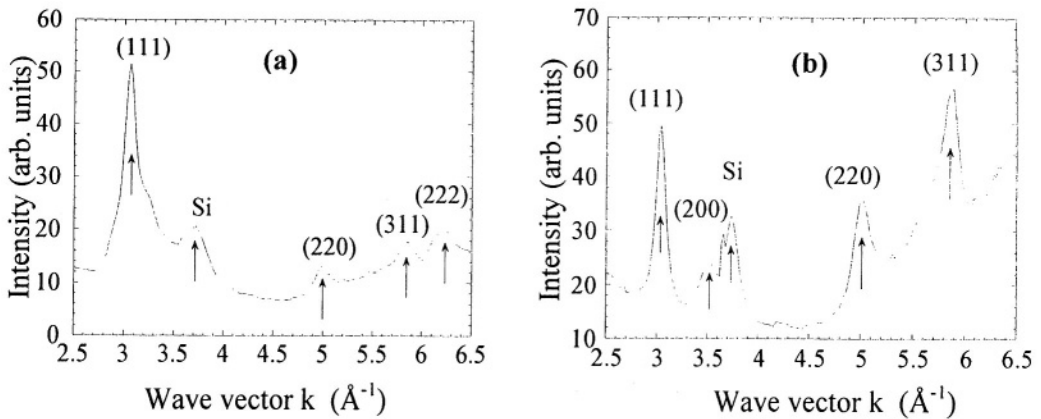 (111)
(a)
Si
(220)
(311)
(222)
Intensity (arb. units)
60
50
40
30
20
10
0
2.5 3 3.5 4 4.5 5 5.5 6 6.5
Wave vector k (Å⁻¹)
(b)
(311)
(111)
(200)
Si
(220)
Intensity (arb. units)
70
60
50
40
30
20
10
2.5 3 3.5 4 4.5 5 5.5 6 6.5
Wave vector k (Å⁻¹)